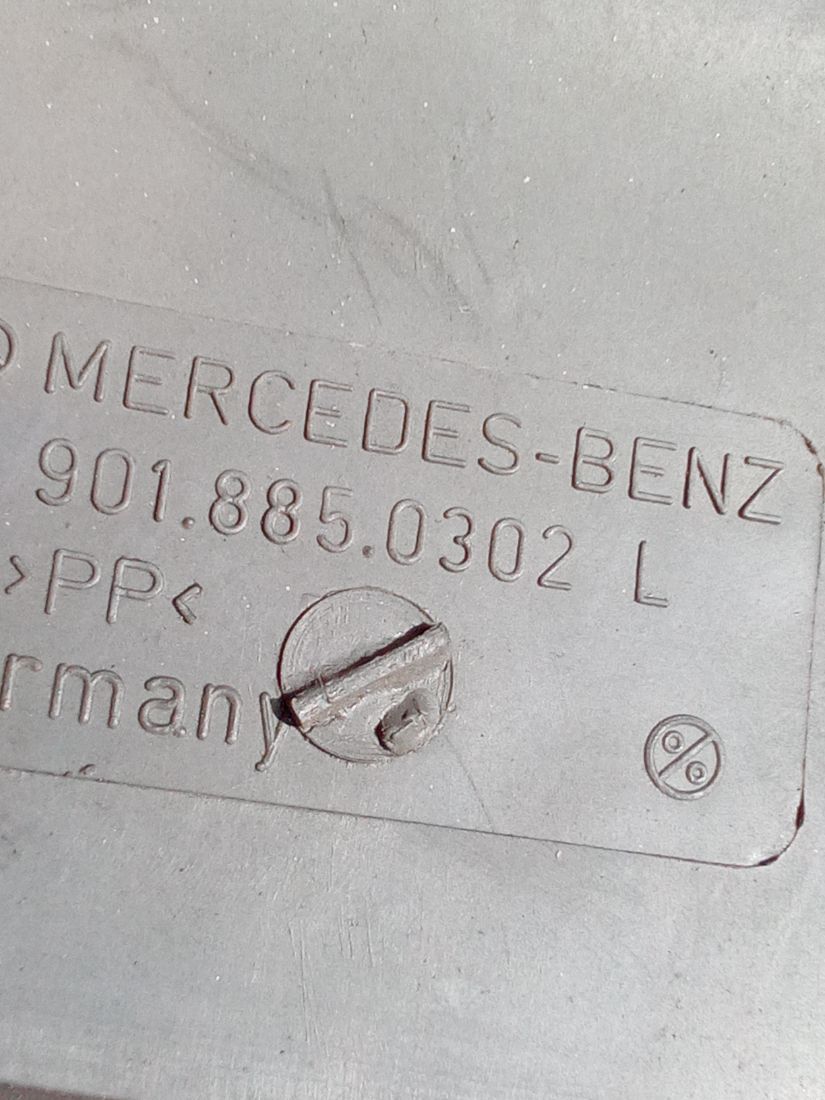 MERCEDES-BENZ
901.885.0302 L
>PP<
rmany